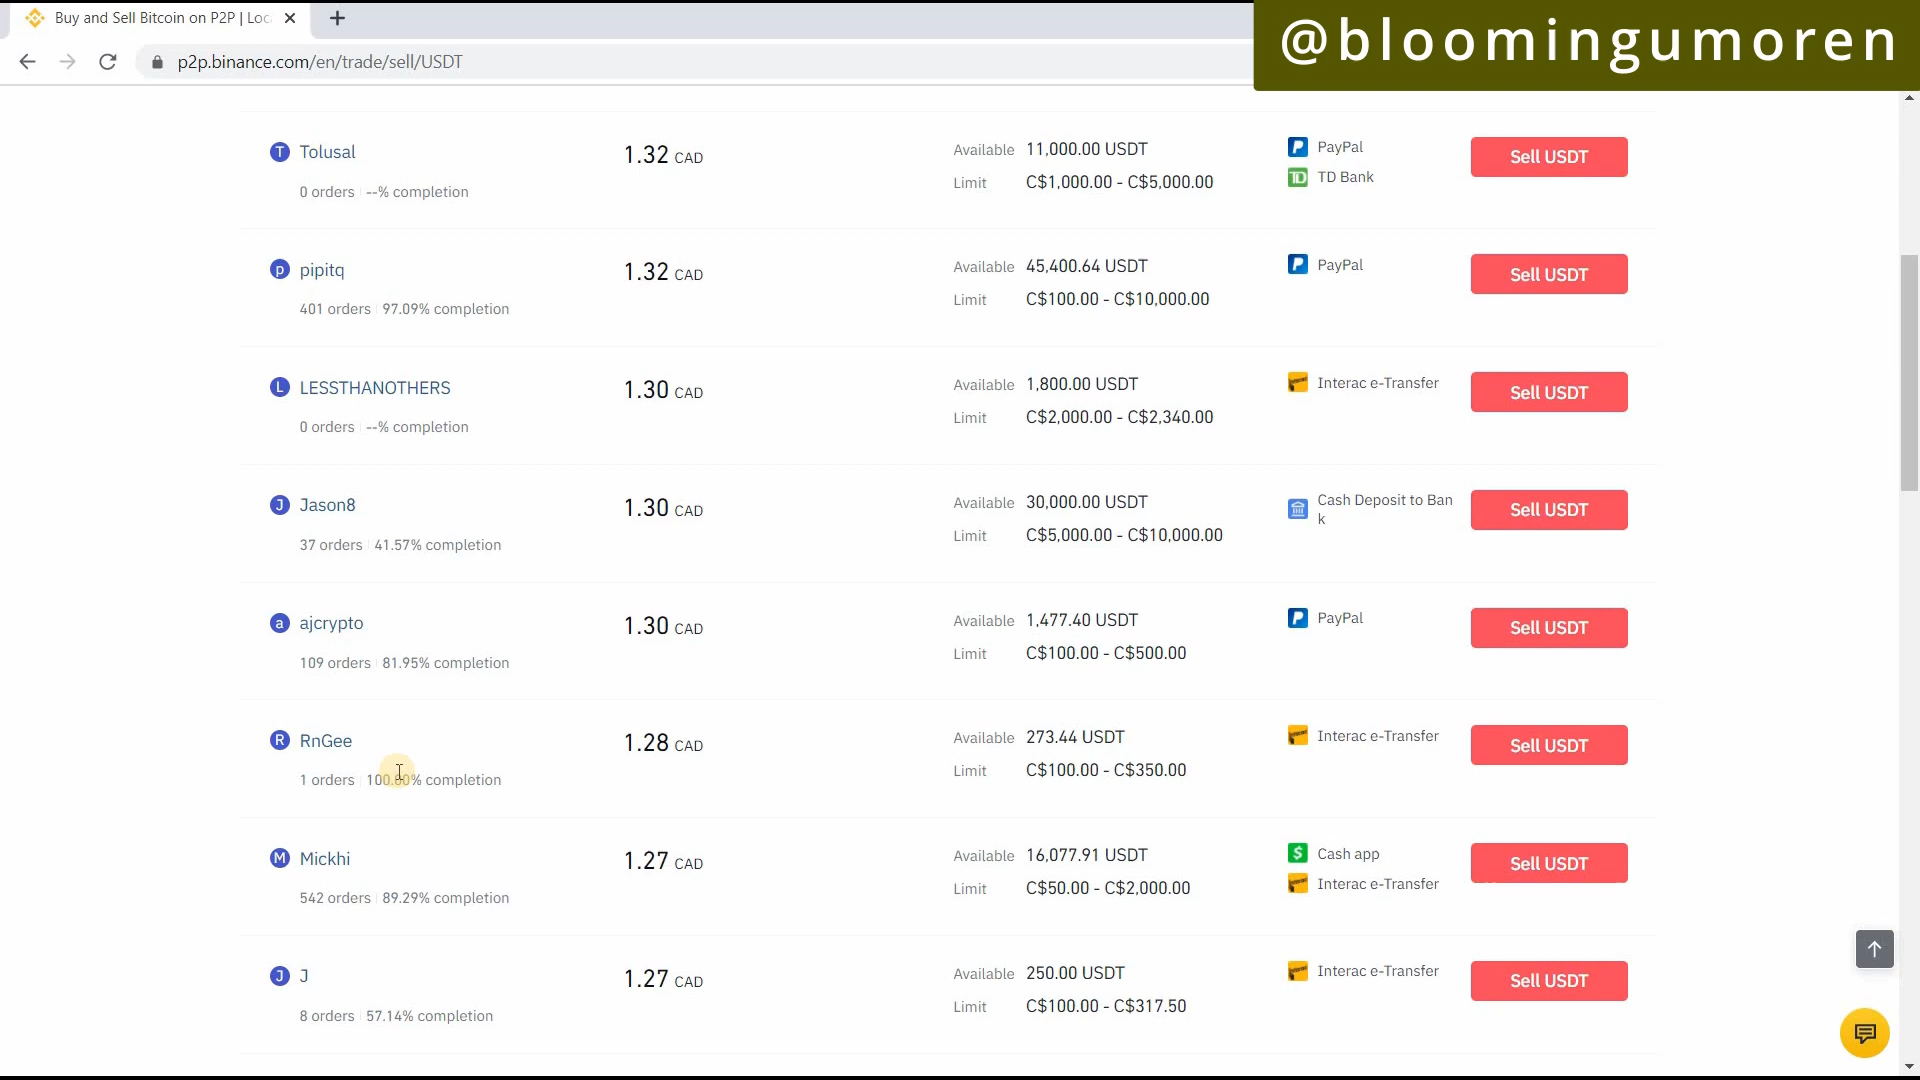 Buy and Sell Bitcoin on P2P | Loc
@bloomingumoren
p2p.binance.com/en/trade/sell/USDT
T Tolusal
0 orders --% completion
1.32 CAD
Available 11,000.00 USDT
Limit C$1,000.00 - C$5,000.00
PayPal
TD Bank
Sell USDT
p pipitq
401 orders 97.09% completion
1.32 CAD
Available 45,400.64 USDT
Limit C$100.00 - C$10,000.00
PayPal
Sell USDT
L LESSTHANOTHERS
0 orders --% completion
1.30 CAD
Available 1,800.00 USDT
Limit C$2,000.00 - C$2,340.00
Interac e-Transfer
Sell USDT
J Jason8
37 orders 41.57% completion
1.30 CAD
Available 30,000.00 USDT
Limit C$5,000.00 - C$10,000.00
Cash Deposit to Ban
k
Sell USDT
a ajcrypto
109 orders 81.95% completion
1.30 CAD
Available 1,477.40 USDT
Limit C$100.00 - C$500.00
PayPal
Sell USDT
R RnGee
1 orders 100.00% completion
1.28 CAD
Available 273.44 USDT
Limit C$100.00 - C$350.00
Interac e-Transfer
Sell USDT
M Mickhi
542 orders 89.29% completion
1.27 CAD
Available 16,077.91 USDT
Limit C$50.00 - C$2,000.00
Cash app
Interac e-Transfer
Sell USDT
J J
8 orders 57.14% completion
1.27 CAD
Available 250.00 USDT
Limit C$100.00 - C$317.50
Interac e-Transfer
Sell USDT